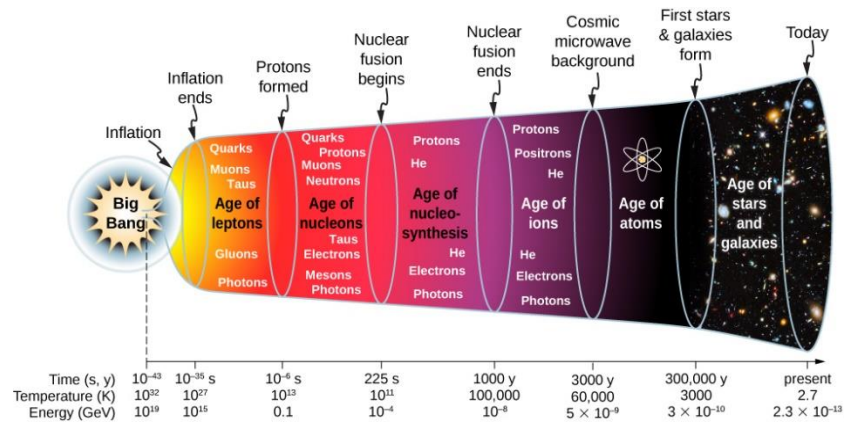 Inflation
Inflation
ends
Protons
formed
Nuclear
fusion
begins
Nuclear
fusion
ends
Cosmic
microwave
background
First stars
& galaxies
form
Today
Big
Bang
Quarks
Muons
Taus
Age of
leptons
Gluons
Photons
Quarks
Protons
Muons
Neutrons
Age of
nucleons
Taus
Electrons
Mesons
Photons
Protons
He
Age of
nucleo-
synthesis
He
Electrons
Photons
Protons
Positrons
He
Age of
ions
He
Electrons
Photons
Age of
atoms
Age of
stars
and
galaxies
Time (s, y) 10⁻⁴³ 10⁻³⁵ s 10⁻⁶ s 225 s 1000 y 3000 y 300,000 y present
Temperature (K) 10³² 10²⁷ 10¹³ 10¹¹ 100,000 60,000 3000 2.7
Energy (GeV) 10¹⁹ 10¹⁵ 0.1 10⁻⁴ 10⁻⁸ 5 × 10⁻⁹ 3 × 10⁻¹⁰ 2.3 × 10⁻¹³